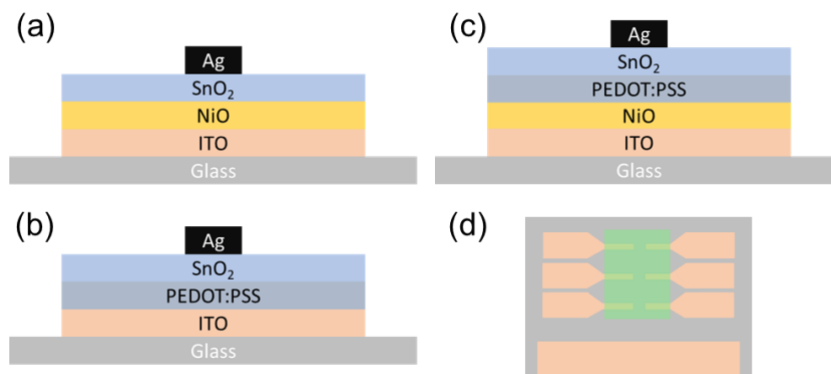 (a)
Ag
SnO₂
NiO
ITO
Glass
(b)
Ag
SnO₂
PEDOT:PSS
ITO
Glass
(c)
Ag
SnO₂
PEDOT:PSS
NiO
ITO
Glass
(d)